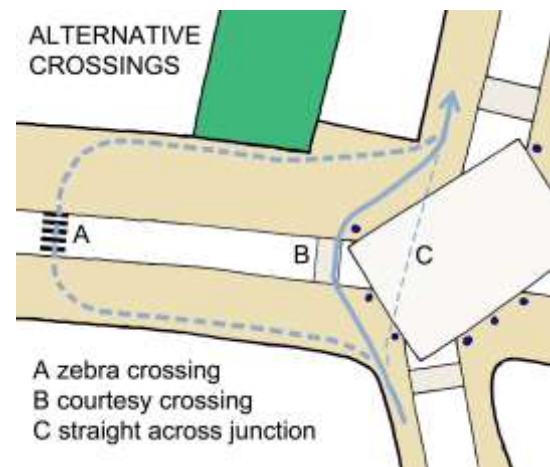 ALTERNATIVE
CROSSINGS
A
B
C
A zebra crossing
B courtesy crossing
C straight across junction